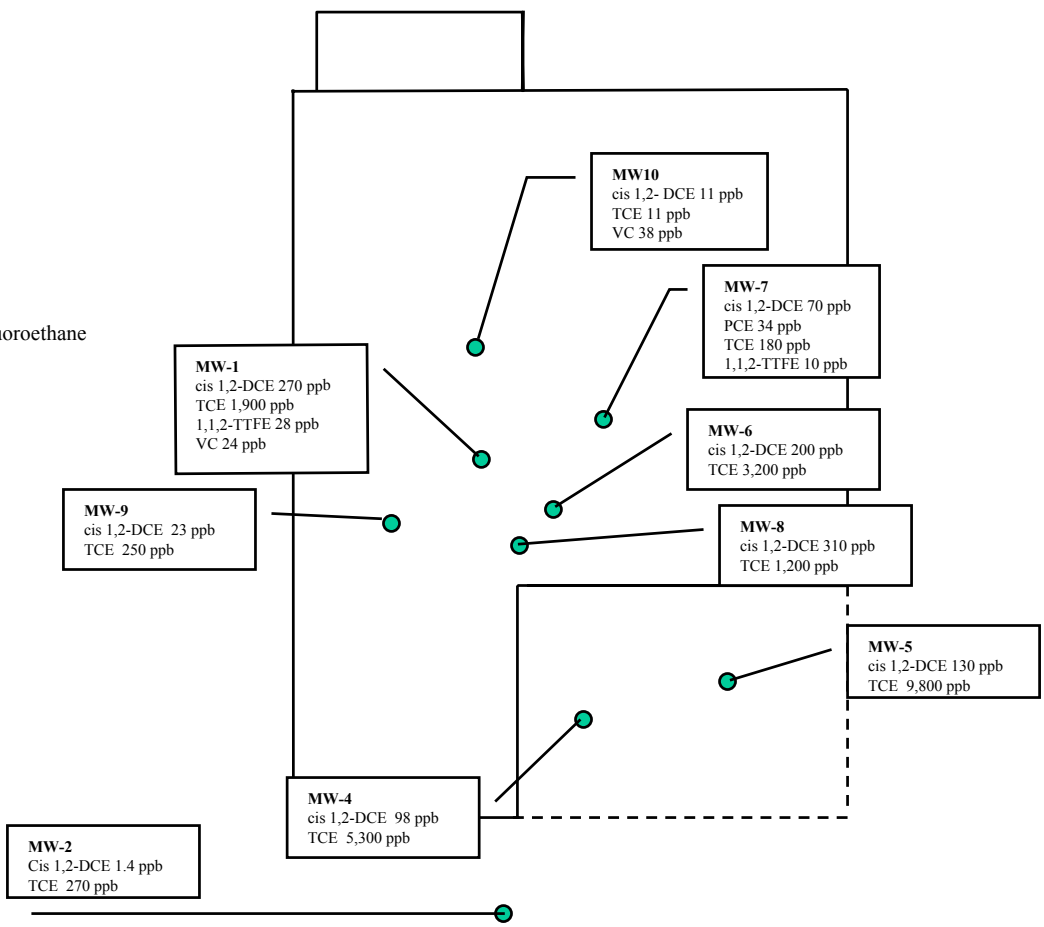 MW10
cis 1,2- DCE 11 ppb
TCE 11 ppb
VC 38 ppb
MW-7
cis 1,2-DCE 70 ppb
PCE 34 ppb
TCE 180 ppb
1,1,2-TTFE 10 ppb
uoroethane
MW-1
cis 1,2-DCE 270 ppb
TCE 1,900 ppb
1,1,2-TTFE 28 ppb
VC 24 ppb
MW-6
cis 1,2-DCE 200 ppb
TCE 3,200 ppb
MW-9
cis 1,2-DCE 23 ppb
TCE 250 ppb
MW-8
cis 1,2-DCE 310 ppb
TCE 1,200 ppb
MW-5
cis 1,2-DCE 130 ppb
TCE 9,800 ppb
MW-4
cis 1,2-DCE 98 ppb
TCE 5,300 ppb
MW-2
Cis 1,2-DCE 1.4 ppb
TCE 270 ppb